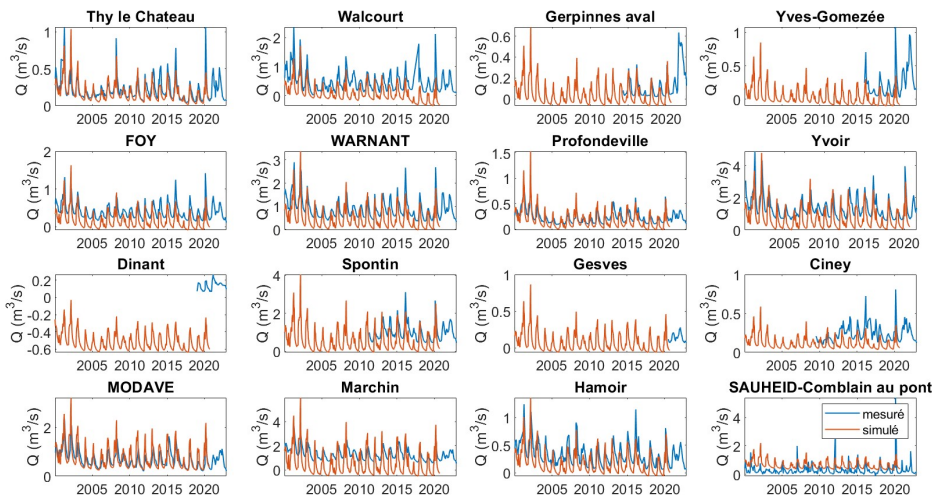 Thy le Chateau
Walcourt
Gerpinnes aval
Yves-Gomezée
Q (m³/s)
1
0.5
0
2005 2010 2015 2020
2
1
0
2005 2010 2015 2020
Q (m³/s)
0.6
0.4
0.2
0
2005 2010 2015 2020
Q (m³/s)
1
0.5
0
2005 2010 2015 2020
FOY
WARNANT
Profondeville
Yvoir
Q (m³/s)
2
1
0
2005 2010 2015 2020
3
2
1
0
2005 2010 2015 2020
Q (m³/s)
1.5
1
0.5
0
2005 2010 2015 2020
Q (m³/s)
4
2
0
2005 2010 2015 2020
Dinant
Spontin
Gesves
Ciney
Q (m³/s)
0.2
0
-0.2
-0.4
-0.6
2005 2010 2015 2020
4
2
0
2005 2010 2015 2020
Q (m³/s)
1
0.5
0
2005 2010 2015 2020
Q (m³/s)
1
0.5
0
2005 2010 2015 2020
MODAVE
Marchin
Hamoir
SAUHEID-Comblain au pont
Q (m³/s)
3
2
1
0
2005 2010 2015 2020
Q (m³/s)
4
2
0
2005 2010 2015 2020
Q (m³/s)
1
0.5
0
2005 2010 2015 2020
Q (m³/s)
4
2
0
2005 2010 2015 2020
mesuré
simulé